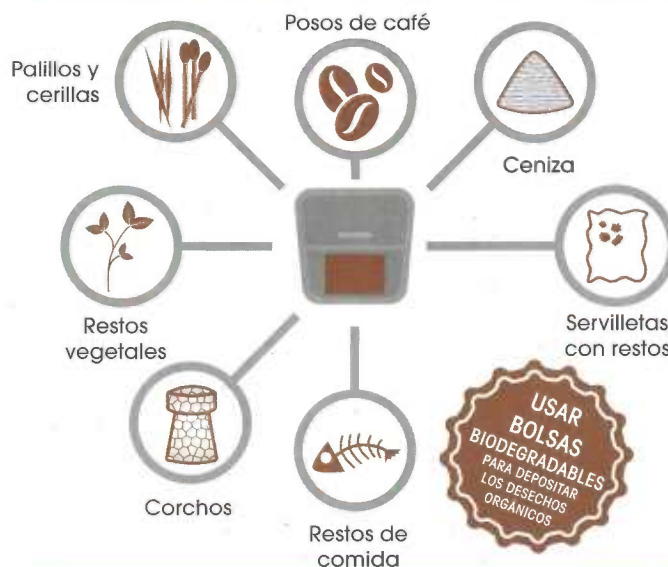 Posos de café
Palillos y
cerillas
Ceniza
Restos
vegetales
Servilletas
con restos
Corchos
Restos de
comida
USAR
BOLSAS
BIODEGRADABLES
PARA DEPOSITAR
LOS DESECHOS
ORGÁNICOS